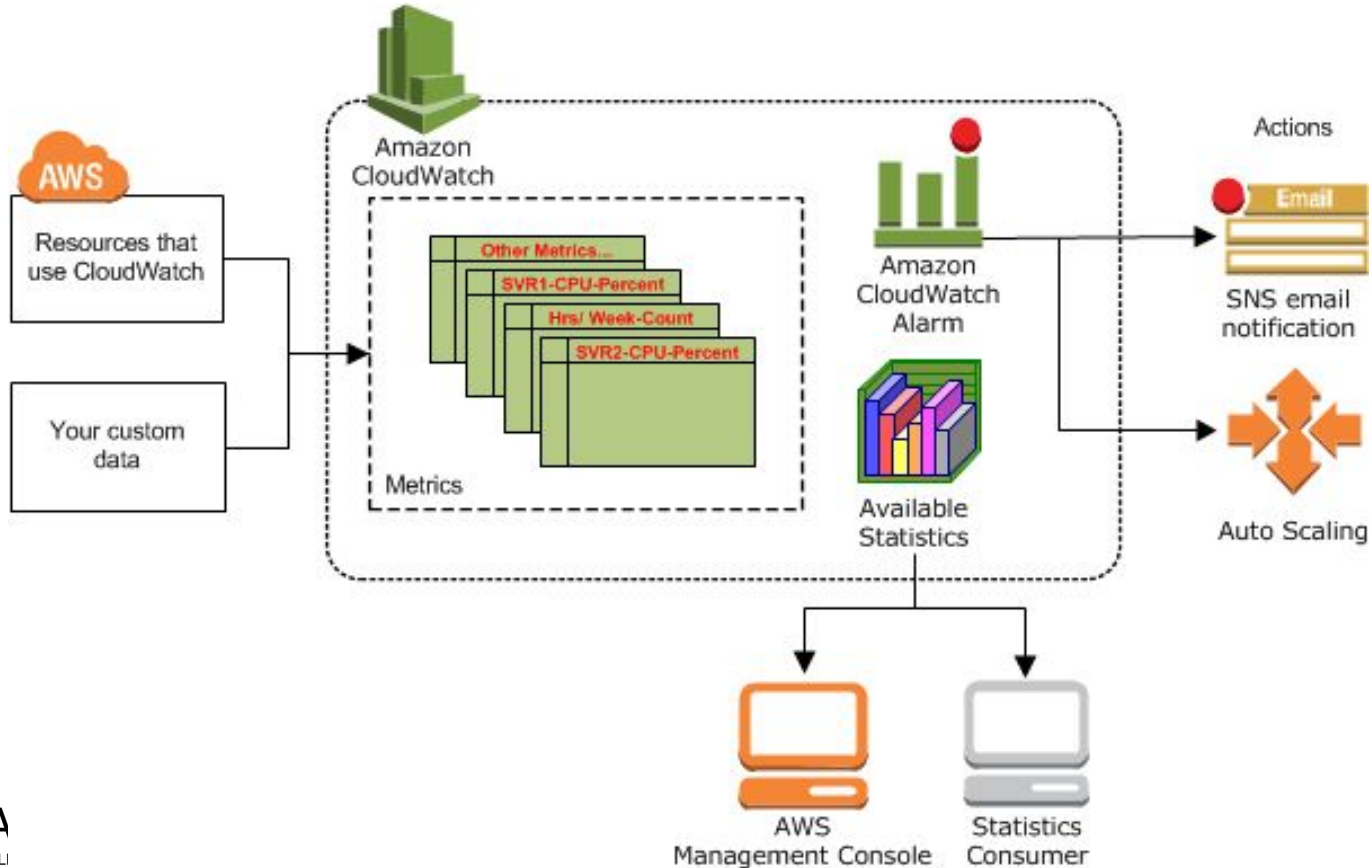 Amazon
CloudWatch
AWS
Resources that
use CloudWatch
Your custom
data
Other Metrics...
SVR1-CPU-Percent
Hrs/ Week-Count
SVR2-CPU-Percent
Metrics
Amazon
CloudWatch
Alarm
Available
Statistics
Actions
Email
SNS email
notification
Auto Scaling
AWS
Management Console
Statistics
Consumer